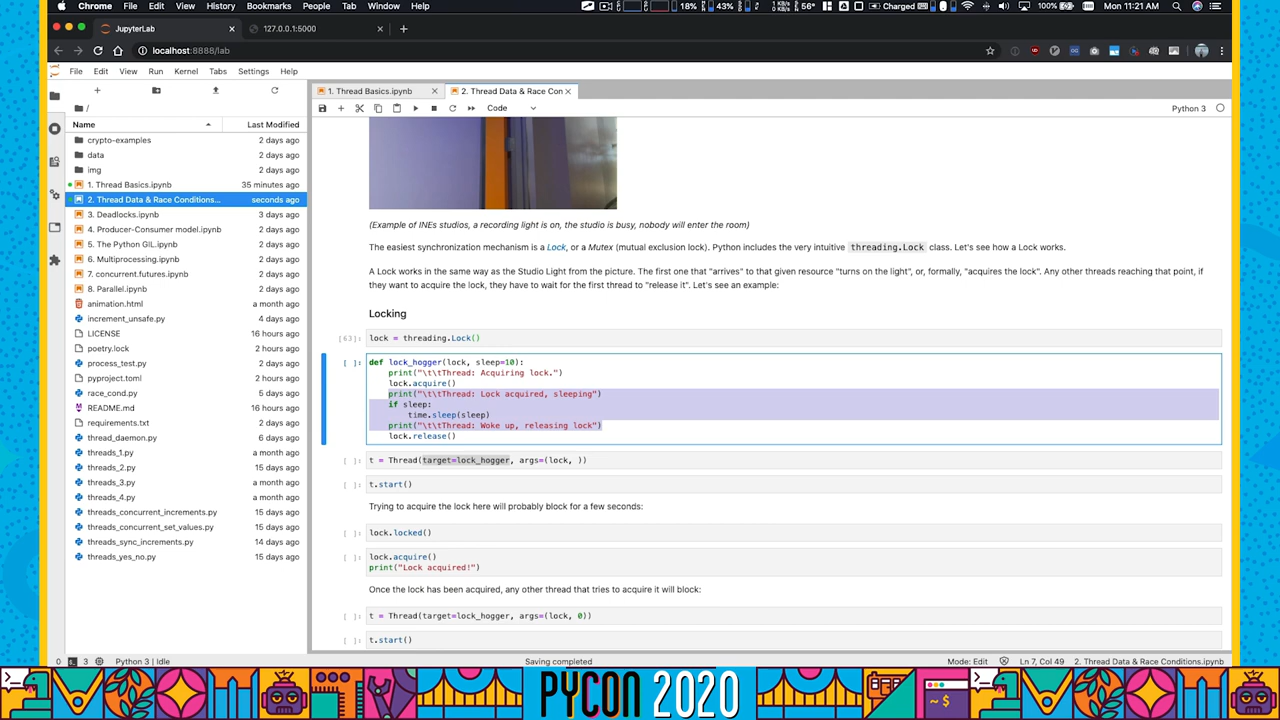 Chrome File Edit View History Bookmarks People Tab Window Help 18% 43% 56° Charged 100% Mon 11:21 AM
JupyterLab
127.0.0.1:5000
localhost:8888/lab
File Edit View Run Kernel Tabs Settings Help
1. Thread Basics.ipynb
2. Thread Data & Race Con
Code
Python 3
/
Name Last Modified
crypto-examples 2 days ago
data 2 days ago
img 2 days ago
1. Thread Basics.ipynb 35 minutes ago
2. Thread Data & Race Conditions... seconds ago
3. Deadlocks.ipynb 3 days ago
4. Producer-Consumer model.ipynb 2 days ago
5. The Python GIL.ipynb 2 days ago
6. Multiprocessing.ipynb 2 days ago
7. concurrent.futures.ipynb 2 days ago
8. Parallel.ipynb 2 days ago
animation.html a month ago
increment_unsafe.py 4 days ago
LICENSE 16 hours ago
poetry.lock 2 hours ago
process_test.py 2 days ago
pyproject.toml 2 hours ago
race_cond.py 5 days ago
README.md 16 hours ago
requirements.txt 2 days ago
thread_daemon.py 6 days ago
threads_1.py a month ago
threads_2.py 15 days ago
threads_3.py a month ago
threads_4.py a month ago
threads_concurrent_increments.py 15 days ago
threads_concurrent_set_values.py 15 days ago
threads_sync_increments.py 14 days ago
threads_yes_no.py 15 days ago
(Example of INEs studios, a recording light is on, the studio is busy, nobody will enter the room)
The easiest synchronization mechanism is a Lock, or a Mutex (mutual exclusion lock). Python includes the very intuitive threading.Lock class. Let's see how a Lock works.
A Lock works in the same way as the Studio Light from the picture. The first one that "arrives" to that given resource "turns on the light", or, formally, "acquires the lock". Any other threads reaching that point, if
they want to acquire the lock, they have to wait for the first thread to "release it". Let's see an example:
Locking
[63]: lock = threading.Lock()
[ ]: def lock_hogger(lock, sleep=10):
print("\t\tThread: Acquiring lock.")
lock.acquire()
print("\t\tThread: Lock acquired, sleeping")
if sleep:
time.sleep(sleep)
print("\t\tThread: Woke up, releasing lock")
lock.release()
[ ]: t = Thread(target=lock_hogger, args=(lock, ))
[ ]: t.start()
Trying to acquire the lock here will probably block for a few seconds:
[ ]: lock.locked()
[ ]: lock.acquire()
print("Lock acquired!")
Once the lock has been acquired, any other thread that tries to acquire it will block:
[ ]: t = Thread(target=lock_hogger, args=(lock, 0))
[ ]: t.start()
0 3 Python 3 | Idle Saving completed Mode: Edit Ln 7, Col 49 2. Thread Data & Race Conditions.ipynb
PYCON 2020
~ $